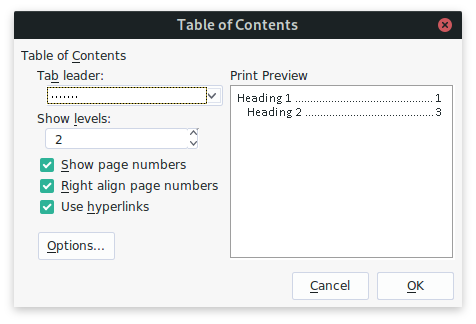 Table of Contents
Table of Contents
Tab leader:
.......
Show levels:
2
Show page numbers
Right align page numbers
Use hyperlinks
Options...
Print Preview
Heading 1 ................................................ 1
Heading 2 ............................................. 3
Cancel
OK